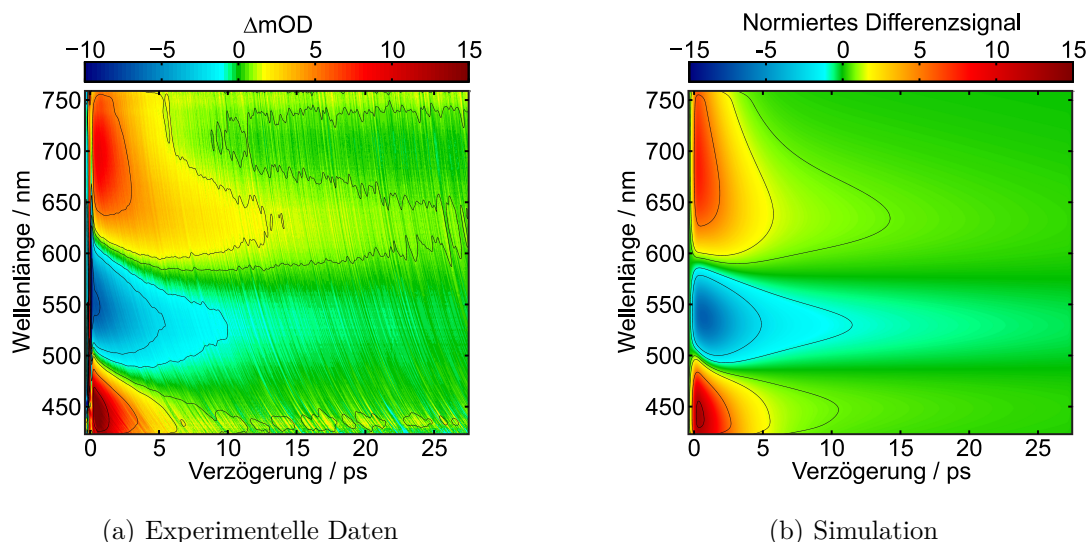 ΔmOD
−10 −5 0 5 10 15
750
700
650
600
550
500
450
Wellenlänge / nm
0 5 10 15 20 25
Verzögerung / ps
(a) Experimentelle Daten
Normiertes Differenzsignal
−15 -5 0 5 10 15
750
700
650
600
550
500
450
Wellenlänge / nm
0 5 10 15 20 25
Verzögerung / ps
(b) Simulation